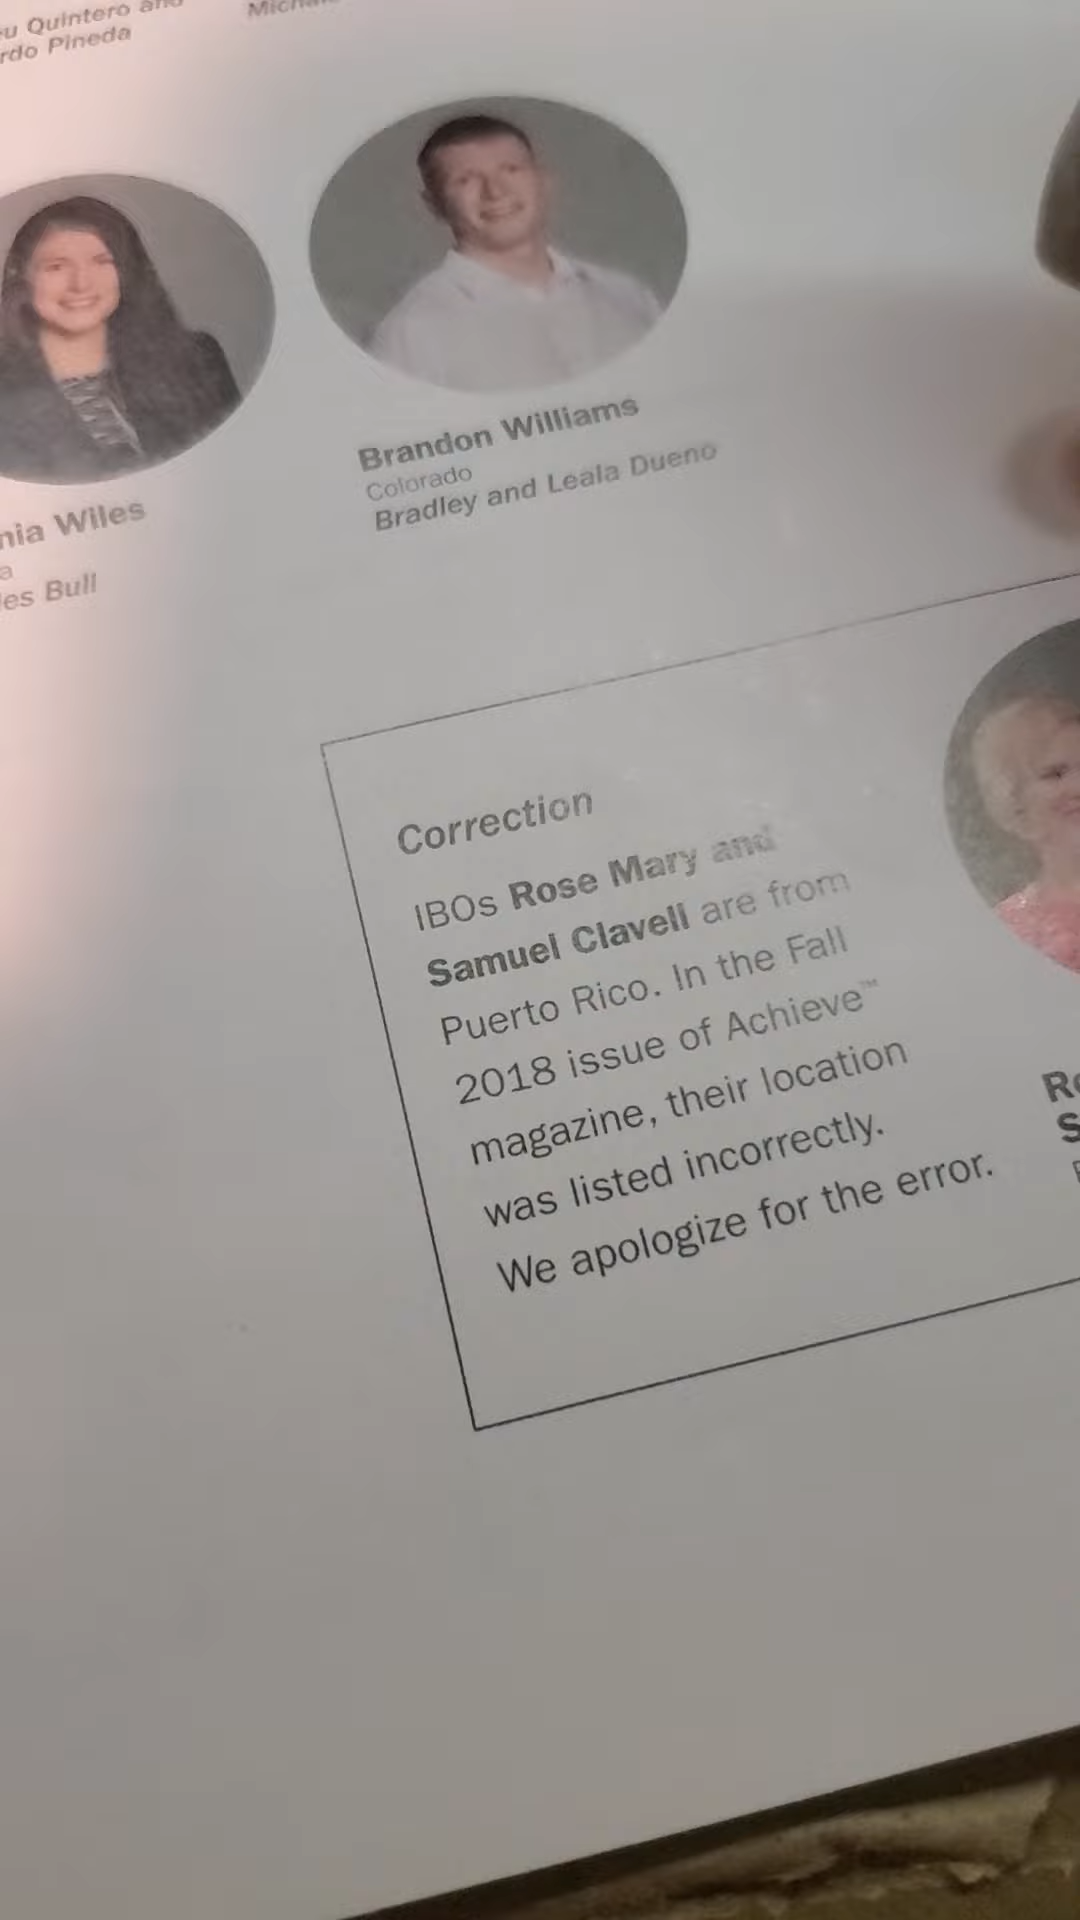 Quintero and
Pineda
Brandon Williams
Colorado
Bradley and Leala Dueno
Wiles
Bull
Correction
IBOs Rose Mary and
Samuel Clavell are from
Puerto Rico. In the Fall
2018 issue of Achieve™
magazine, their location
was listed incorrectly.
We apologize for the error.